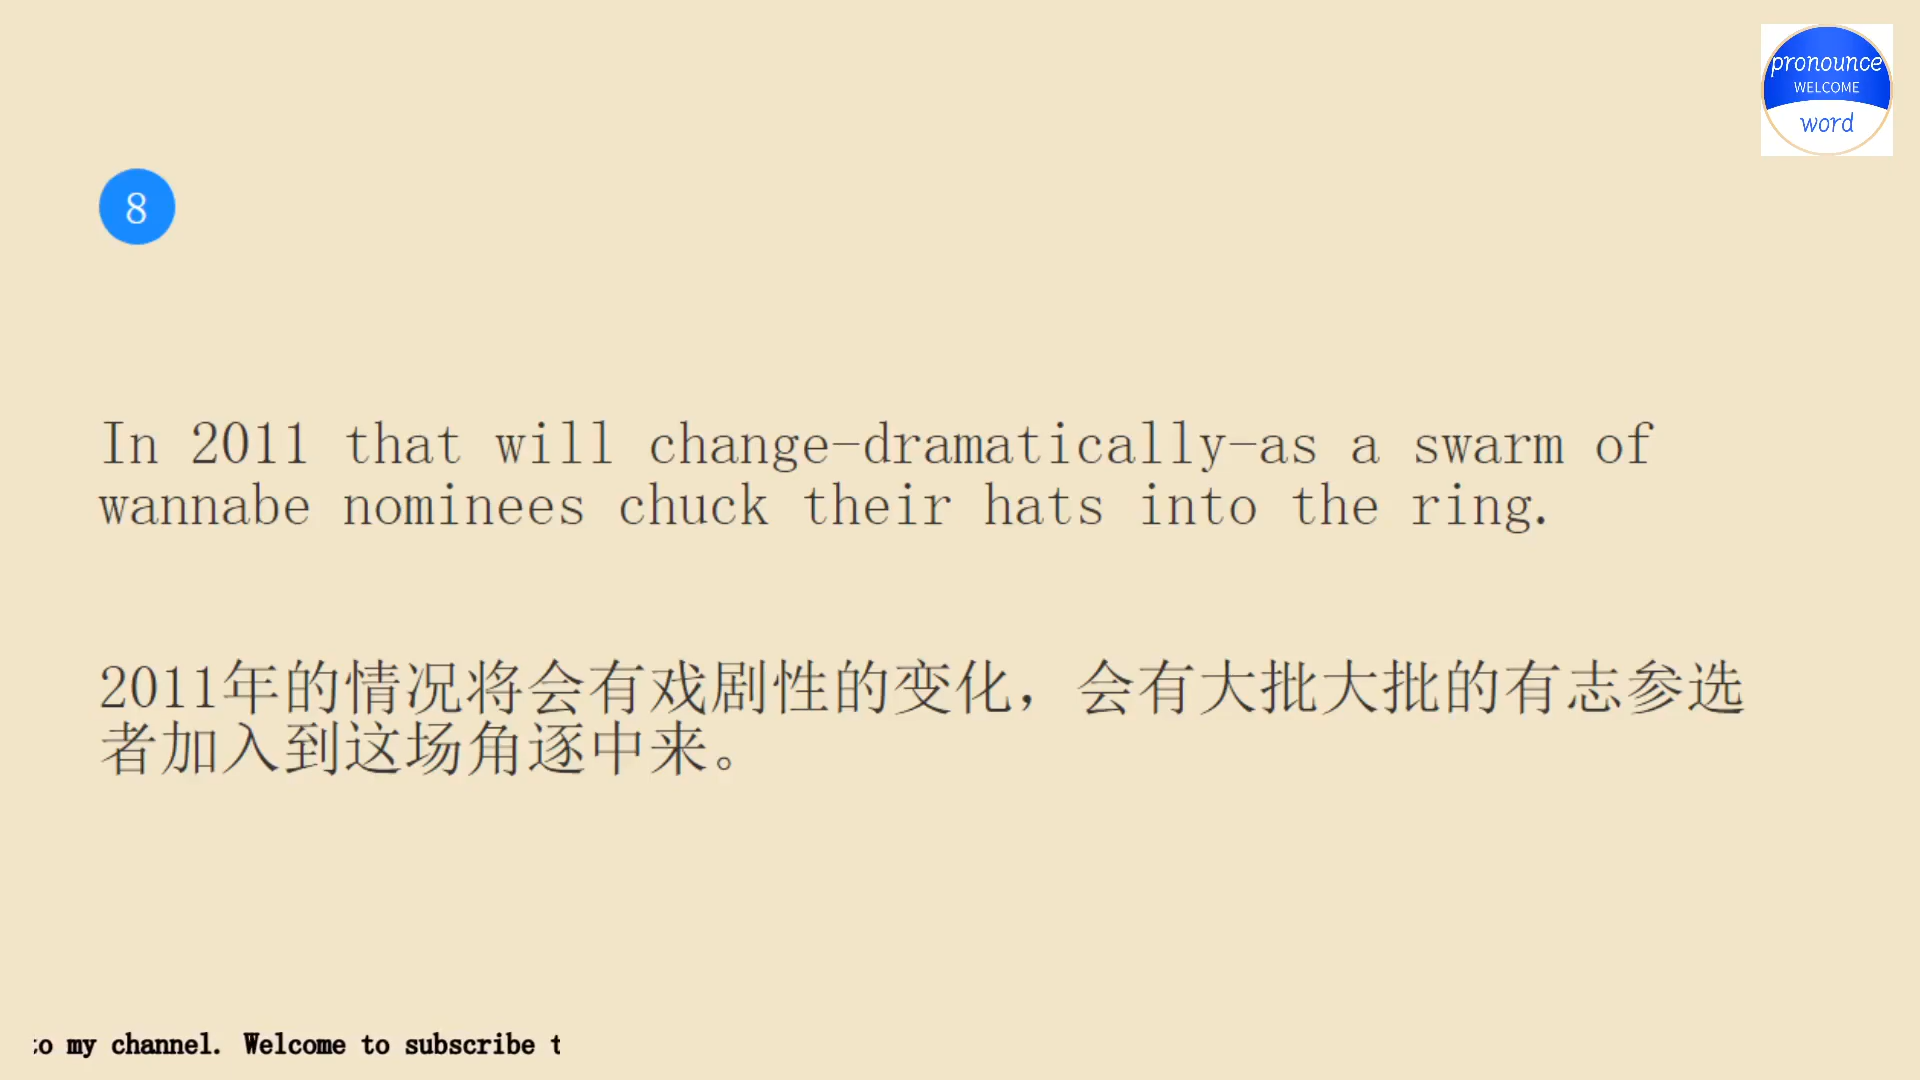 pronounce
WELCOME
word
8
In 2011 that will change-dramatically-as a swarm of
wannabe nominees chuck their hats into the ring.
2011年的情况将会有戏剧性的变化，会有大批大批的有志参选
者加入到这场角逐中来。
to my channel. Welcome to subscribe t